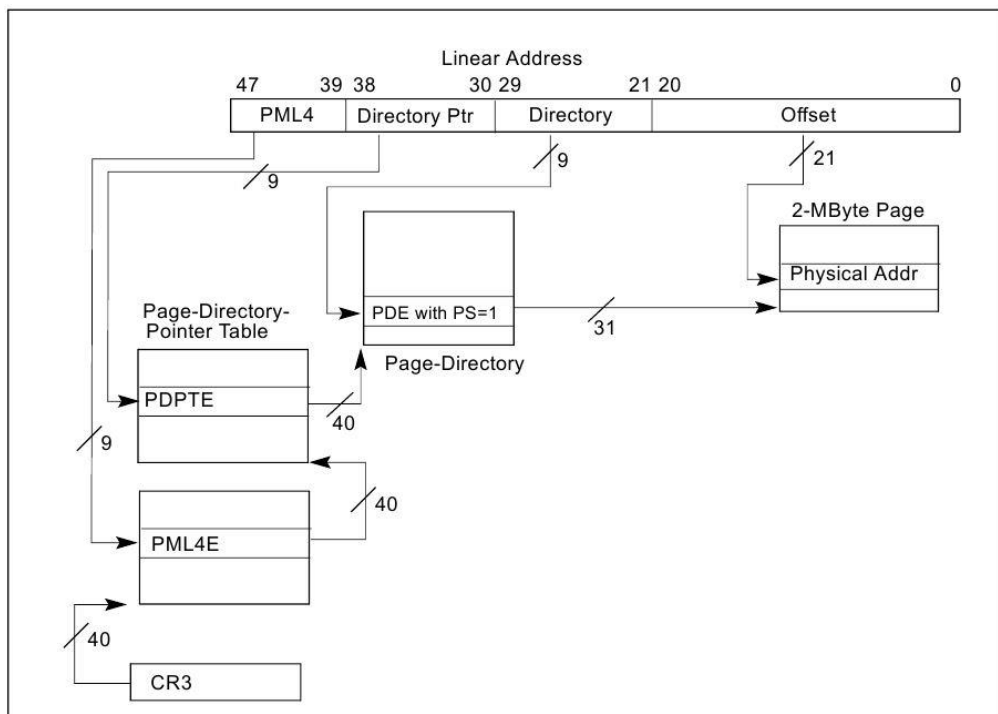 Linear Address
47 39 38 30 29 21 20 0
PML4 Directory Ptr Directory Offset
9 9 21
2-MByte Page
Physical Addr
PDE with PS=1
31
Page-Directory-
Pointer Table
Page-Directory
PDPTE
40
9
40
PML4E
40
CR3